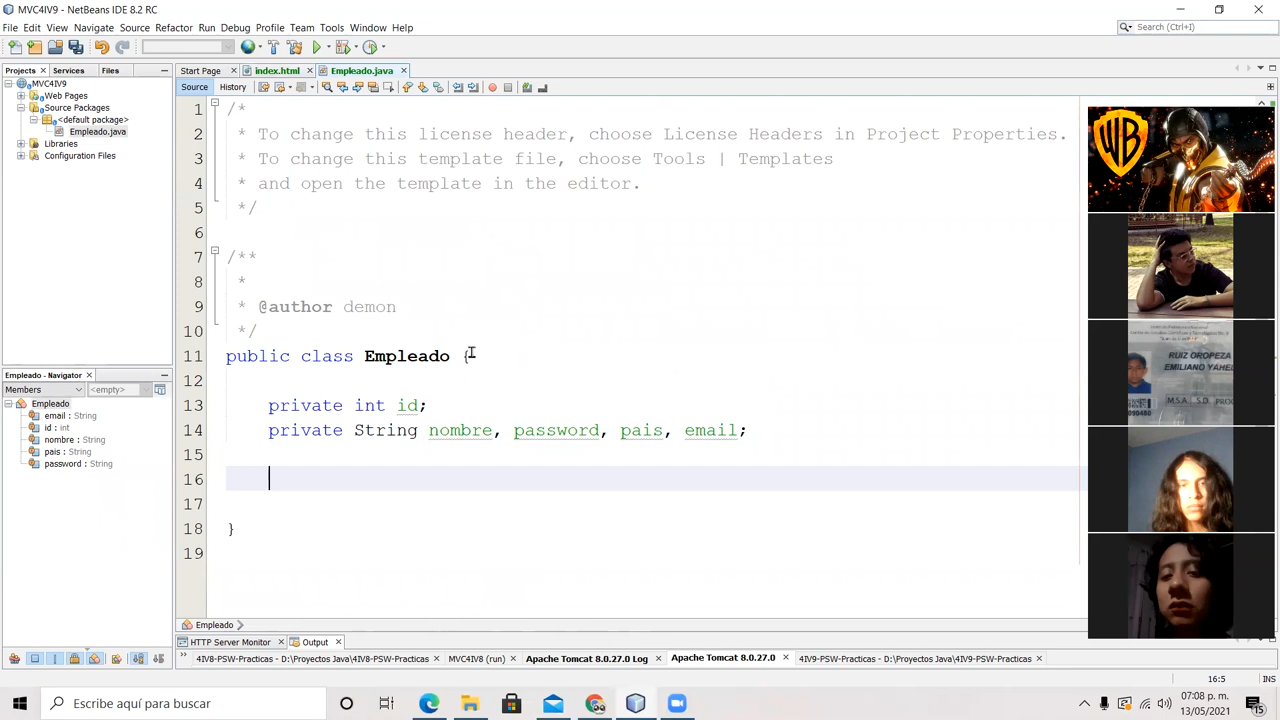 MVC4IV9 - NetBeans IDE 8.2 RC
File Edit View Navigate Source Refactor Run Debug Profile Team Tools Window Help
Search (Ctrl+I)
Projects Services Files
Start Page index.html Empleado.java
Source History
MVC4IV9
Web Pages
Source Packages
<default package>
Empleado.java
Libraries
Configuration Files
1 /*
2 * To change this license header, choose License Headers in Project Properties.
3 * To change this template file, choose Tools | Templates
4 * and open the template in the editor.
5 */
6
7 /**
8 *
9 * @author demon
10 */
11 public class Empleado {
12
13 private int id;
14 private String nombre, password, pais, email;
15
16
17
18 }
19
Empleado - Navigator
Members <empty>
Empleado
email : String
id : int
nombre : String
pais : String
password : String
WB
RUIZ OROPEZA
Empleado
HTTP Server Monitor Output
4IV8-PSW-Practicas - D:\Proyectos Java\4IV8-PSW-Practicas MVC4IV8 (run) Apache Tomcat 8.0.27.0 Log Apache Tomcat 8.0.27.0 4IV9-PSW-Practicas - D:\Proyectos Java\4IV9-PSW-Practicas
16:5 INS
Escribe aquí para buscar
07:08 p. m.
13/05/2021
15